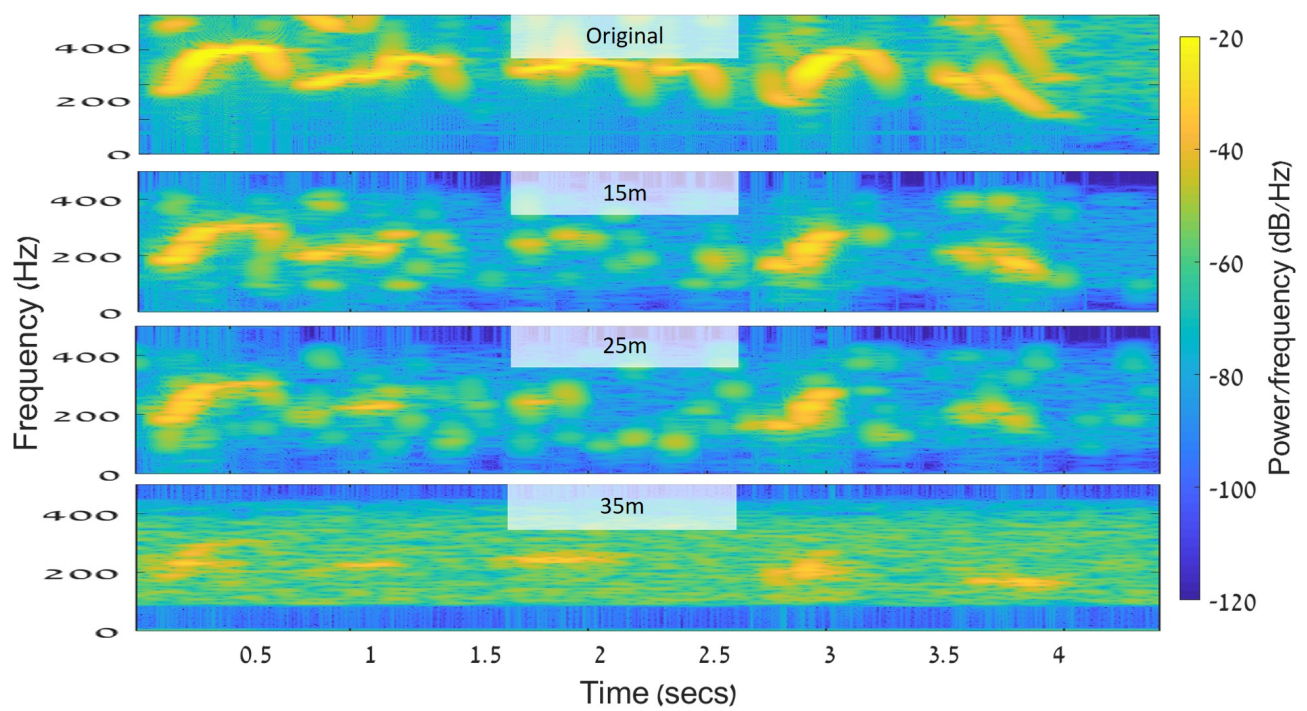 Original
400
200
0
15m
400
200
0
25m
400
200
0
35m
400
200
0
0.5 1 1.5 2 2.5 3 3.5 4
Time (secs)
Frequency (Hz)
-20
-40
-60
-80
-100
-120
Power/frequency (dB/Hz)